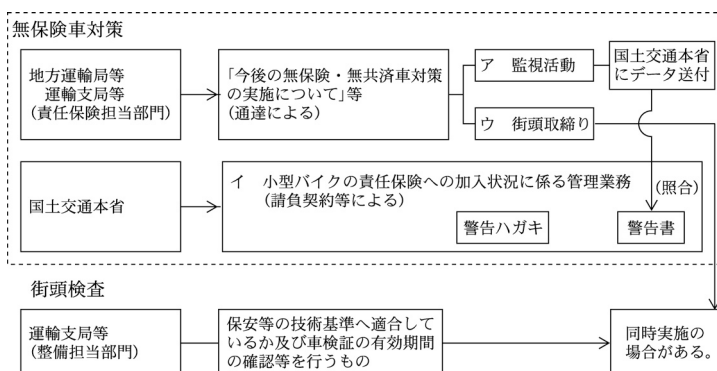 無保険車対策
地方運輸局等
運輸支局等
(責任保険担当部門)
「今後の無保険・無共済車対策
の実施について」等
(通達による)
ア 監視活動
国土交通本省
にデータ送付
ウ 街頭取締り
国土交通本省
イ 小型バイクの責任保険への加入状況に係る管理業務
(請負契約等による)
(照合)
警告ハガキ
警告書
街頭検査
運輸支局等
(整備担当部門)
保安等の技術基準へ適合して
いるか及び車検証の有効期間
の確認等を行うもの
同時実施の
場合がある。